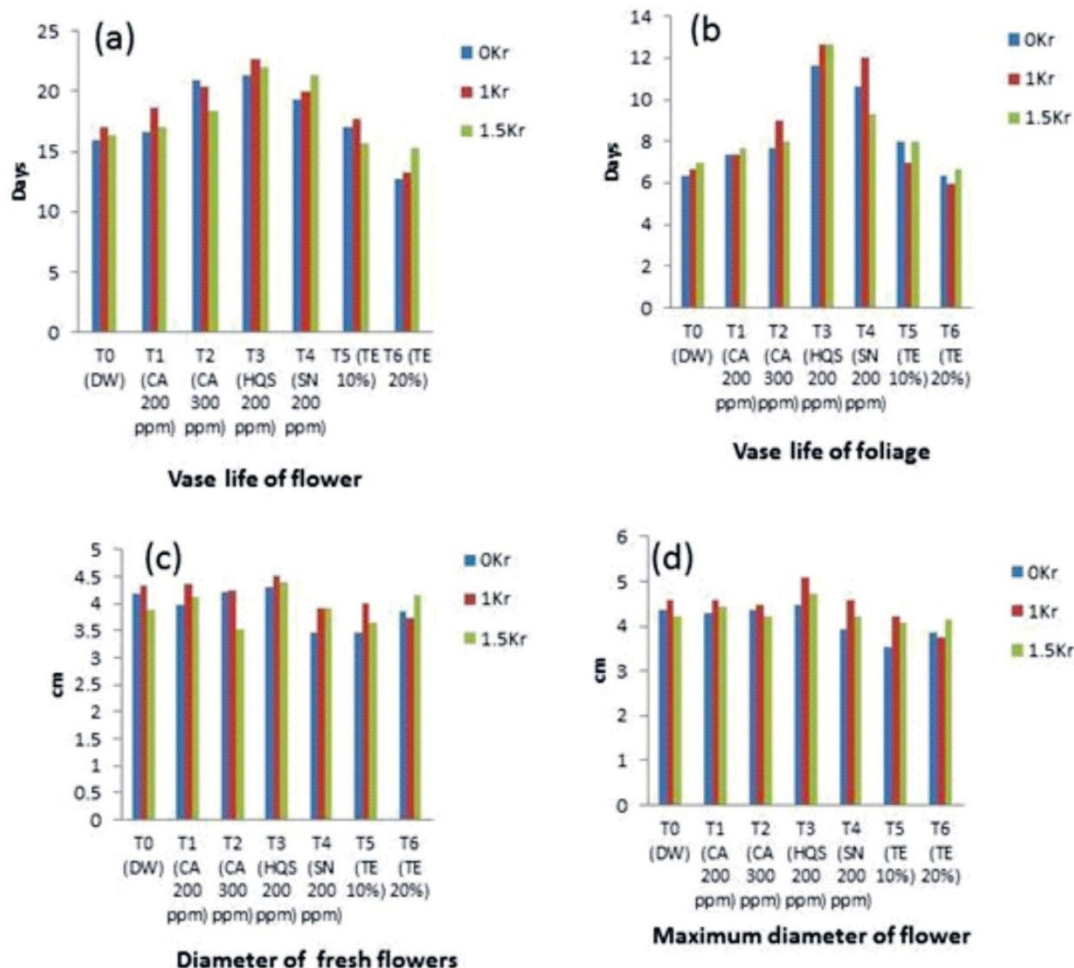 (a)
25
20
15
10
5
0
Days
0Kr
1Kr
1.5Kr
T0 T1 T2 T3 T4 T5 (TE T6 (TE
(DW) (CA (CA (HQS (SN 10%) 20%)
200 300 200 200
ppm) ppm) ppm) ppm)
Vase life of flower
(b)
14
12
10
8
6
4
2
0
Days
0Kr
1Kr
1.5Kr
T0 T1 T2 T3 T4 T5 T6
(DW) (CA (CA (HQS (SN (TE (TE
200 300 200 200 10%) 20%)
ppm) ppm) ppm) ppm)
Vase life of foliage
(c)
5
4.5
4
3.5
3
2.5
2
1.5
1
0.5
0
cm
0Kr
1Kr
1.5Kr
T0 T1 T2 T3 T4 T5 T6
(DW) (CA (CA (HQS (SN (TE (TE
200 300 200 200 10%) 20%)
ppm) ppm) ppm) ppm)
Diameter of fresh flowers
(d)
6
5
4
3
2
1
0
cm
0Kr
1Kr
1.5Kr
T0 T1 T2 T3 T4 T5 T6
(DW) (CA (CA (HQS (SN (TE (TE
200 300 200 200 10%) 20%)
ppm) ppm) ppm) ppm)
Maximum diameter of flower